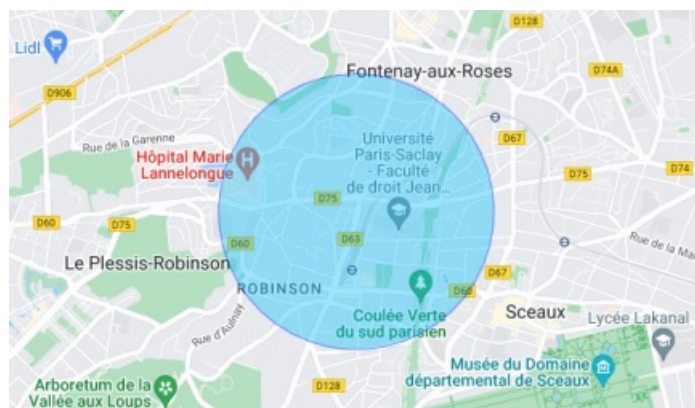 D128
Lidl
Fontenay-aux-Roses
D74A
D906
Rue de la Garenne
Université
Paris-Saclay
- Faculté
de droit Jean...
D67
Hôpital Marie
Lannelongue
D74
D75
D75
D60
D75
D60
D63
Rue de la Ma
Le Plessis-Robinson
D67
ROBINSON
D60
Coulée Verte
du sud parisien
Sceaux
Lycée Lakanal
Rue d'Aulnay
Musée du Domaine
départemental de Sceaux
Arboretum de la
Vallée aux Loups
D128